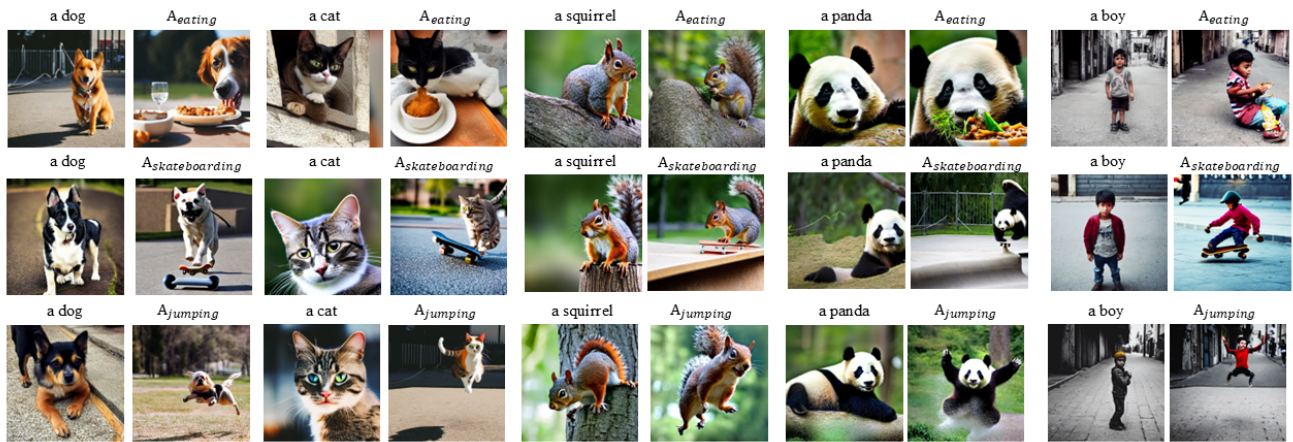 a dog A_eating a cat A_eating a squirrel A_eating a panda A_eating a boy A_eating
a dog A_skateboarding a cat A_skateboarding a squirrel A_skateboarding a panda A_skateboarding a boy A_skateboarding
a dog A_jumping a cat A_jumping a squirrel A_jumping a panda A_jumping a boy A_jumping